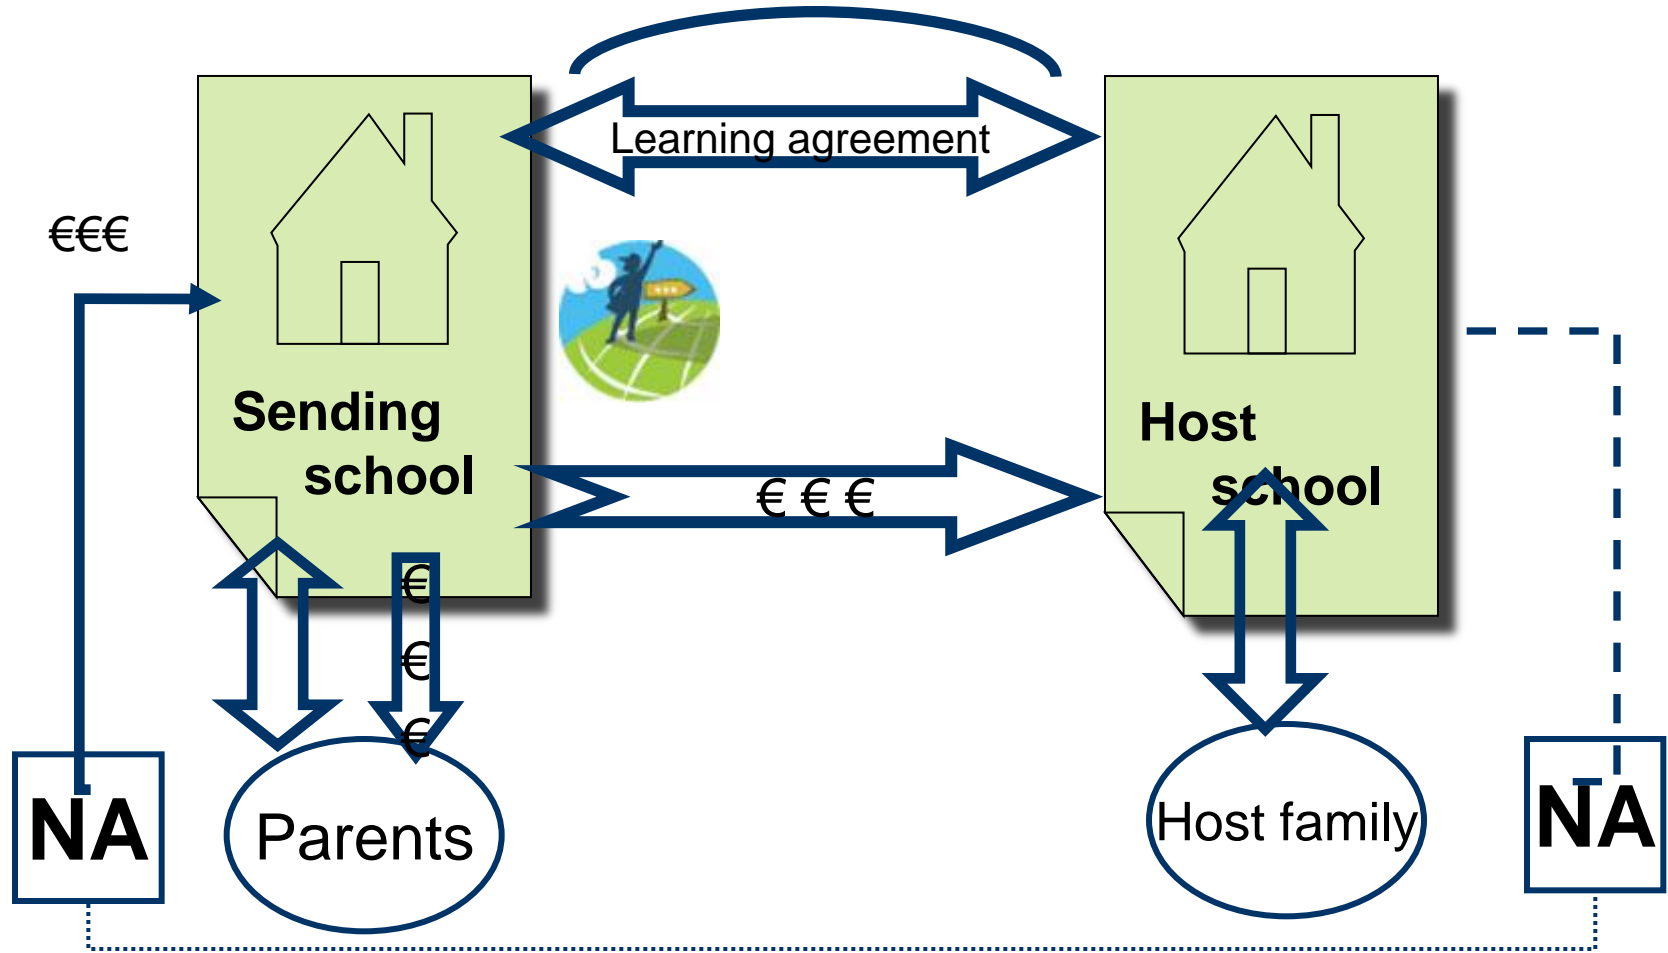 Learning agreement
€€€
Sending
school
Host
school
€ € €
€
€
€
NA
Parents
Host family
NA